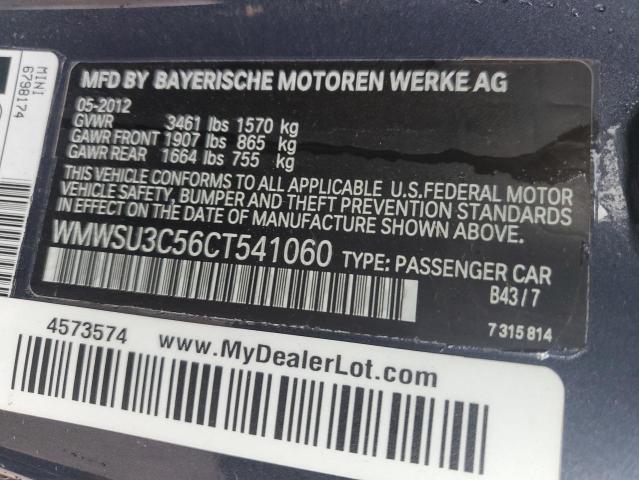 MINI
6798174
MFD BY BAYERISCHE MOTOREN WERKE AG
05-2012
GVWR 3461 lbs 1570 kg
GAWR FRONT 1907 lbs 865 kg
GAWR REAR 1664 lbs 755 kg
THIS VEHICLE CONFORMS TO ALL APPLICABLE U.S.FEDERAL MOTOR
VEHICLE SAFETY, BUMPER AND THEFT PREVENTION STANDARDS
IN EFFECT ON THE DATE OF MANUFACTURE SHOWN ABOVE.
WMWSU3C56CT541060 TYPE: PASSENGER CAR
B43/7
7 315 814
4573574 www.MyDealerLot.com